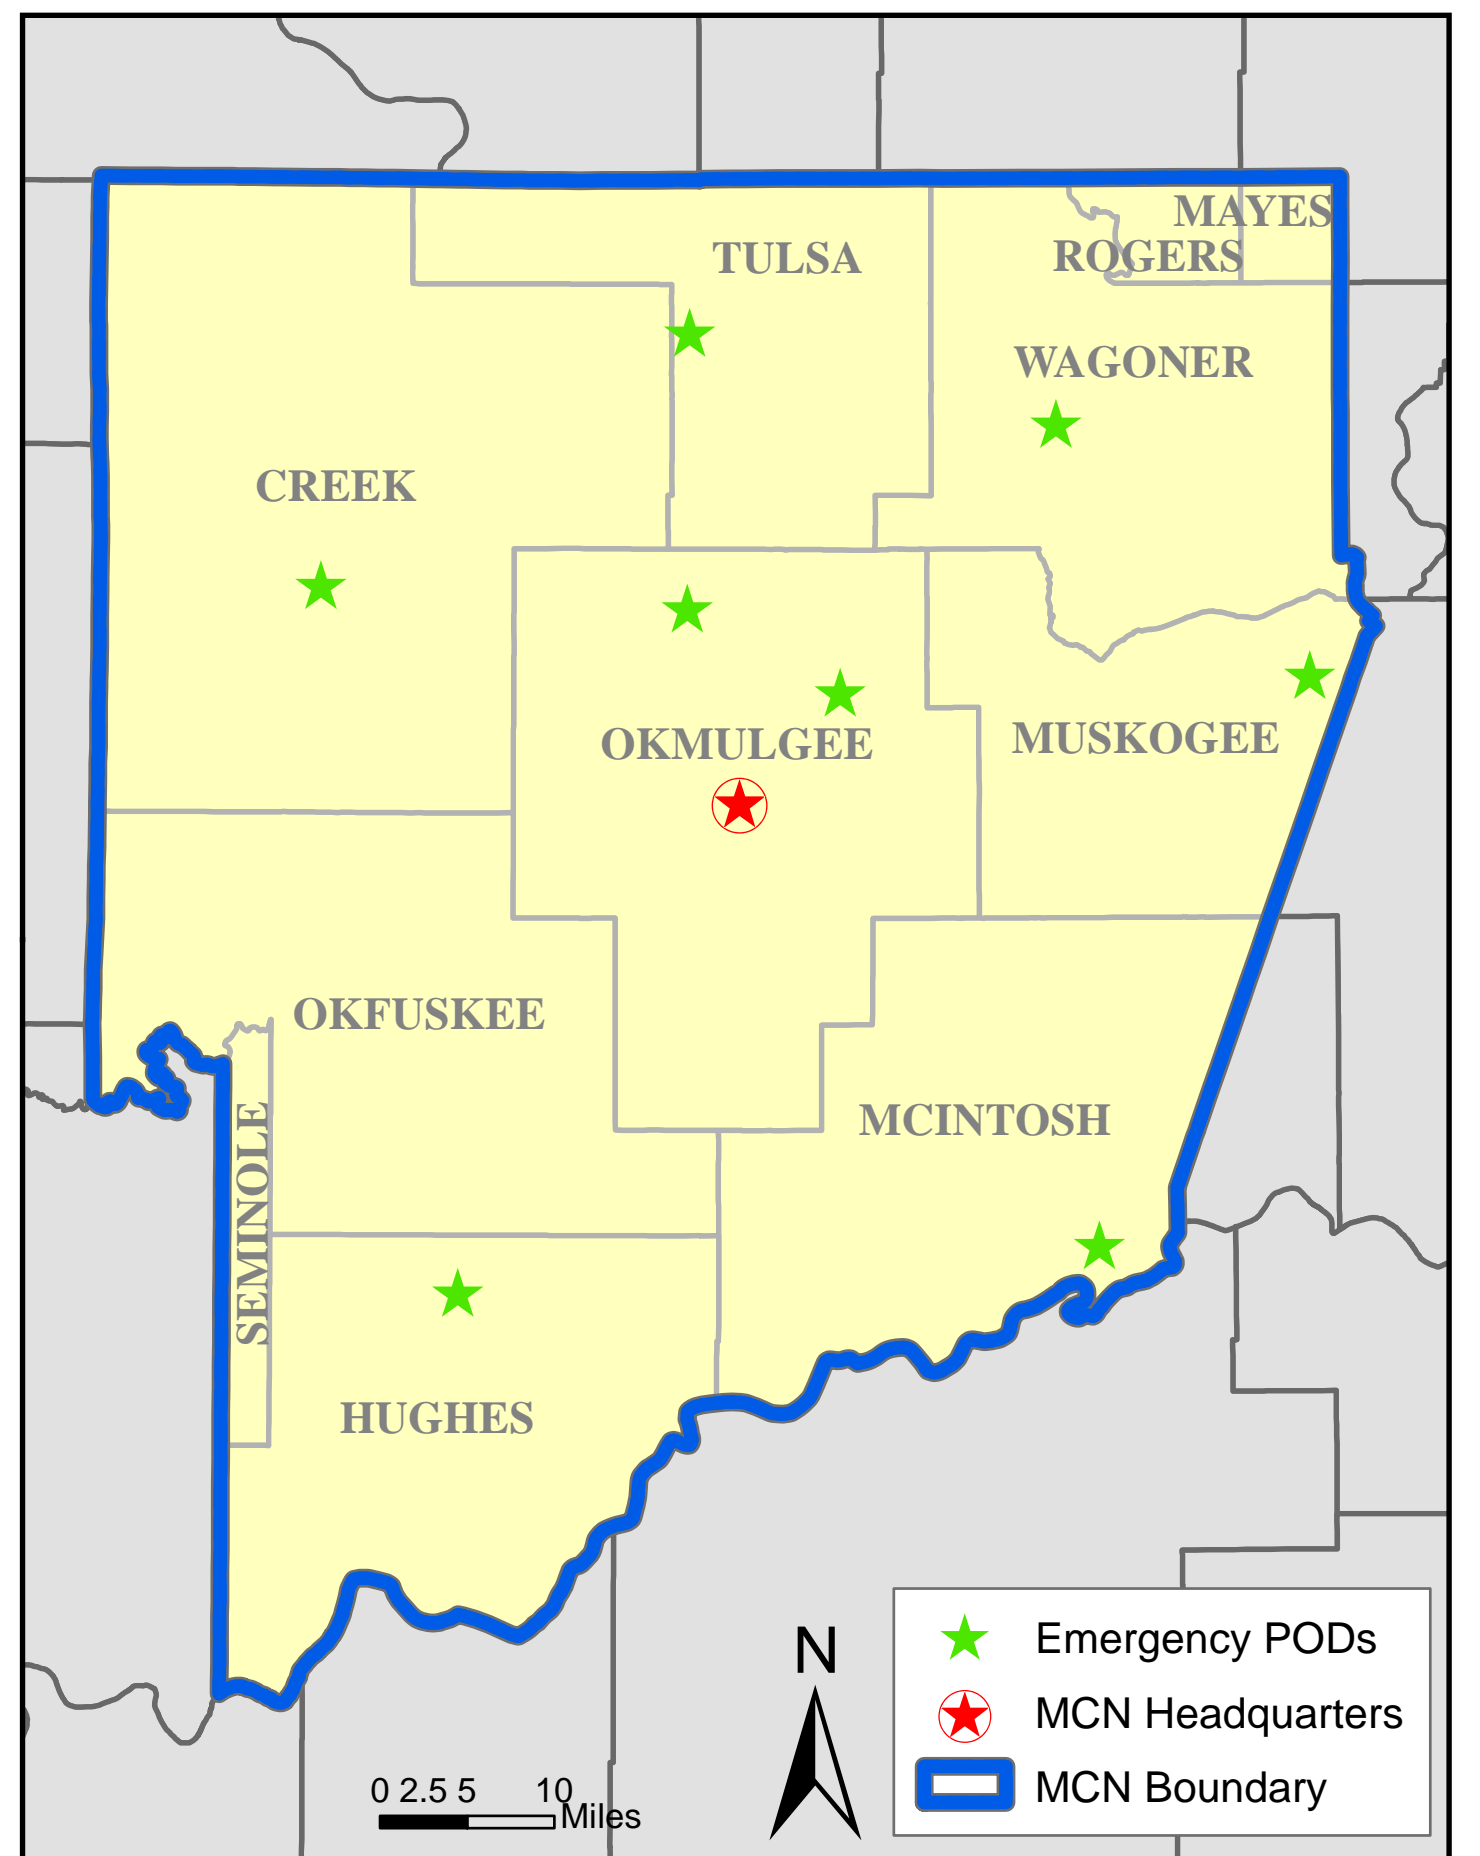 MAYES
TULSA
ROGERS
WAGONER
CREEK
OKMULGEE
MUSKOGEE
OKFUSKEE
MCINTOSH
SEMINOLE
HUGHES
N
0 2.5 5 10
Miles
Emergency PODs
MCN Headquarters
MCN Boundary